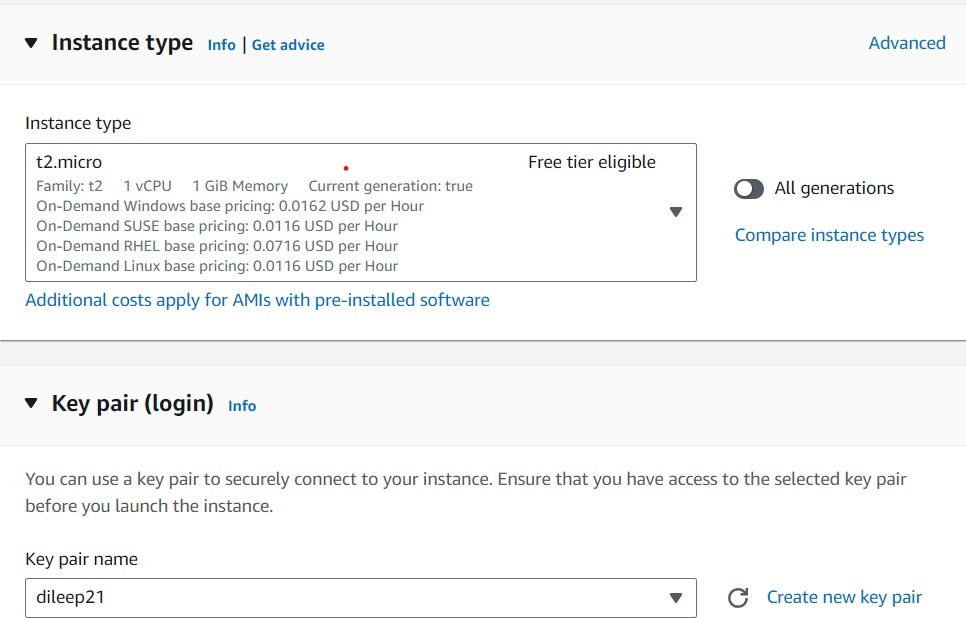 Instance type Info | Get advice Advanced
Instance type
t2.micro Free tier eligible
Family: t2 1 vCPU 1 GiB Memory Current generation: true
On-Demand Windows base pricing: 0.0162 USD per Hour
On-Demand SUSE base pricing: 0.0116 USD per Hour
On-Demand RHEL base pricing: 0.0716 USD per Hour
On-Demand Linux base pricing: 0.0116 USD per Hour
All generations
Compare instance types
Additional costs apply for AMIs with pre-installed software
Key pair (login) Info
You can use a key pair to securely connect to your instance. Ensure that you have access to the selected key pair
before you launch the instance.
Key pair name
dileep21 Create new key pair